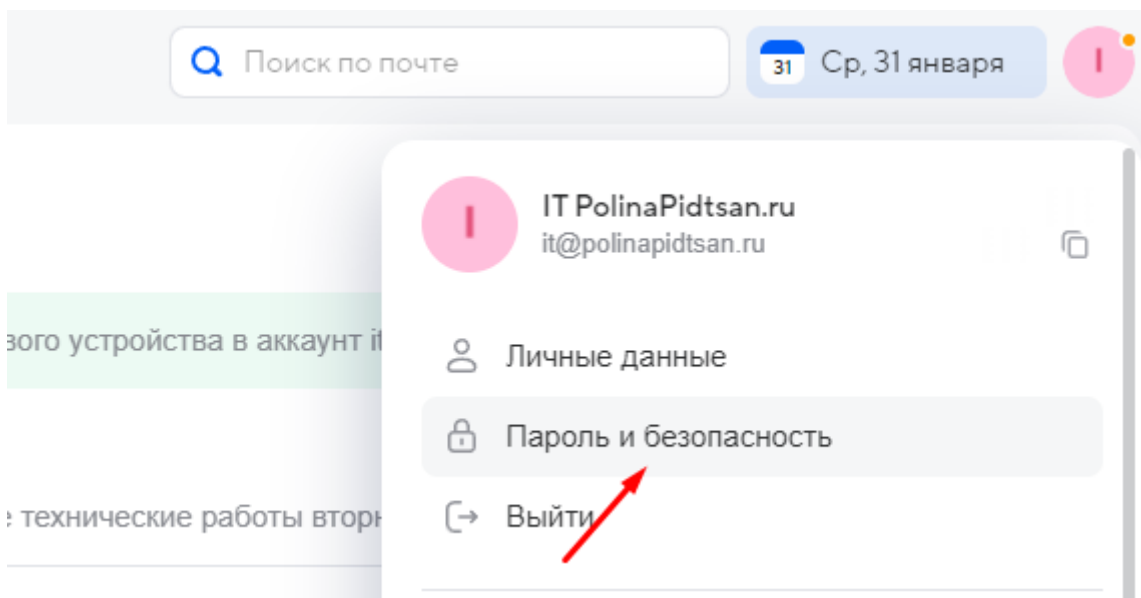 Поиск по почте
31
Ср, 31 января
I
I
IT PolinaPidtsan.ru
it@polinapidtsan.ru
вого устройства в аккаунт it
Личные данные
Пароль и безопасность
е технические работы вторн
Выйти